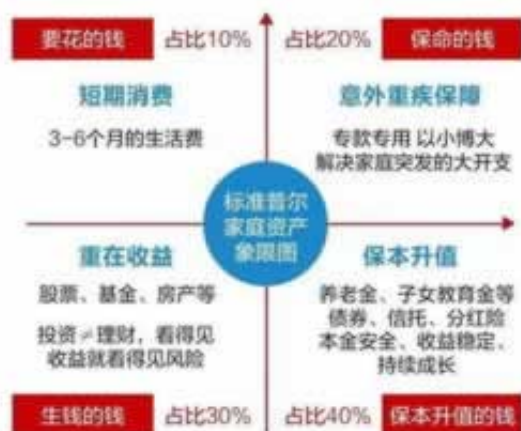 要花的钱 占比10%
占比20% 保命的钱
短期消费
3-6个月的生活费
意外重疾保障
专款专用 以小博大
解决家庭突发的大开支
标准普尔
家庭资产
象限图
重在收益
股票、基金、房产等
投资≠理财，看得见
收益就看得见风险
保本升值
养老金、子女教育金等
债券、信托、分红险
本金安全、收益稳定、
持续成长
生钱的钱 占比30%
占比40% 保本升值的钱